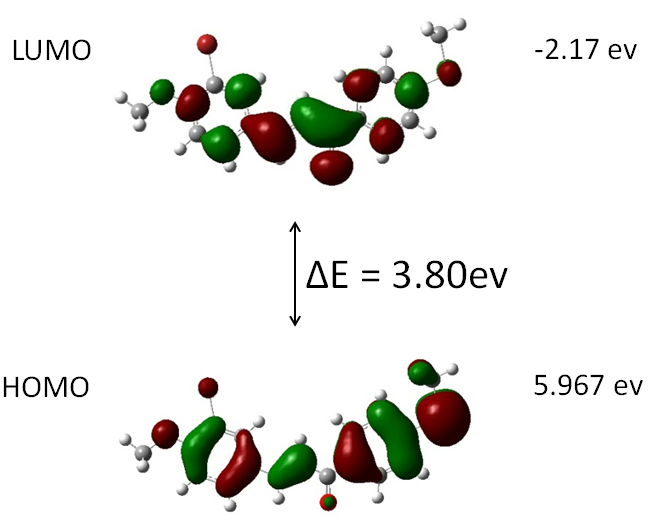 LUMO
-2.17 ev
ΔE = 3.80ev
HOMO
5.967 ev